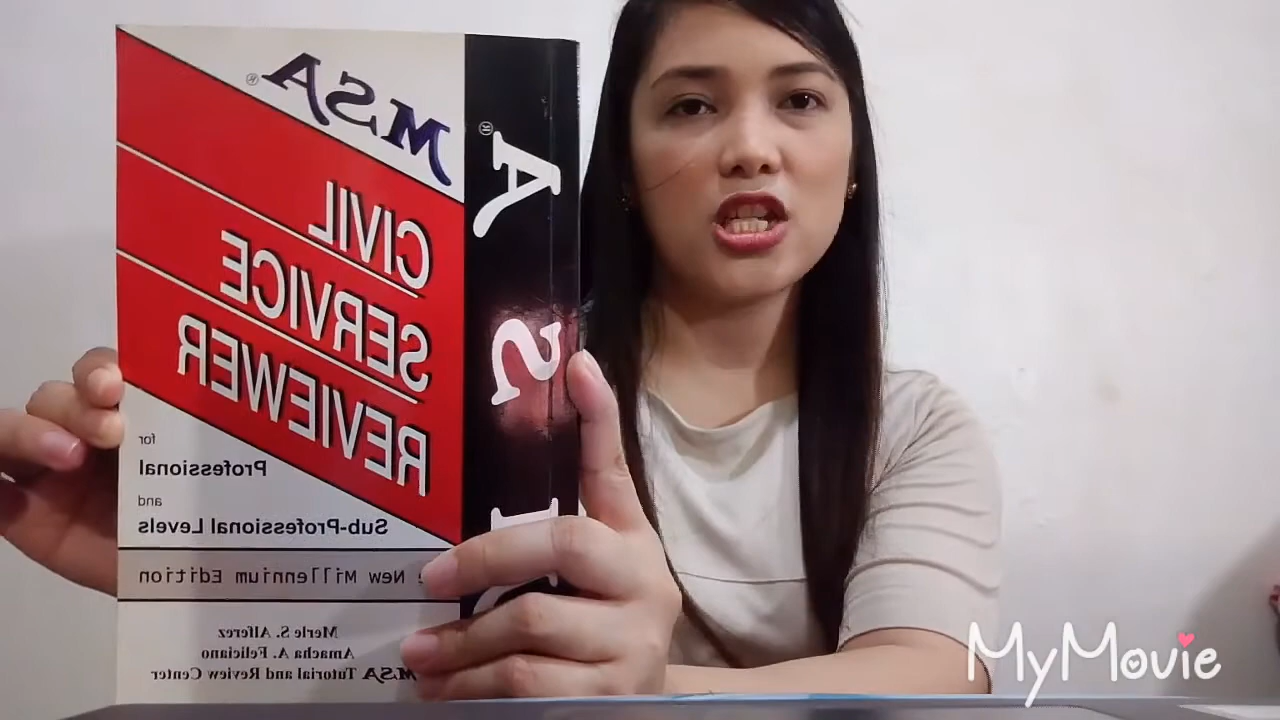 MSA®
CIVIL
SERVICE
REVIEWER
for
Professional
and
Sub-Professional Levels
New Millennium Edition
Merle S. Alferez
Amacha A. Feliciano
MSA Tutorial and Review Center
A®
S
MyMovie